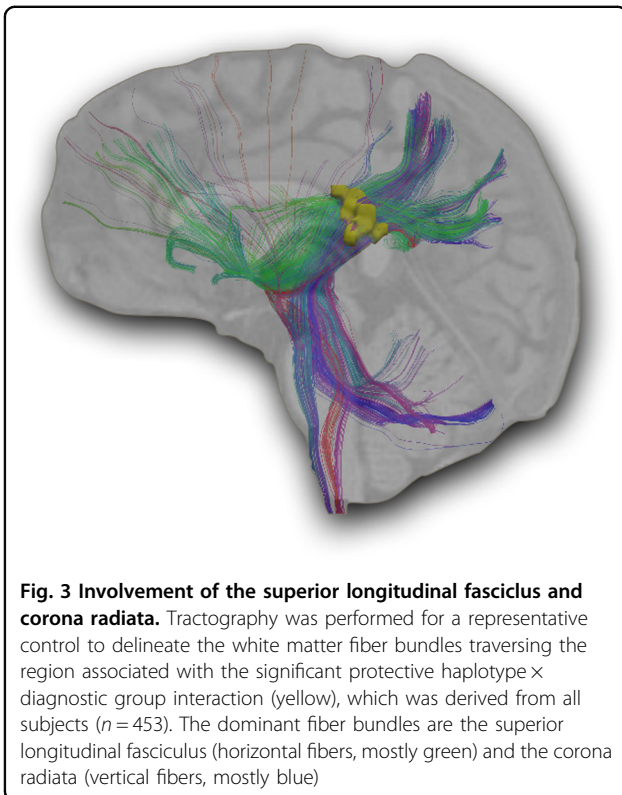 Fig. 3 Involvement of the superior longitudinal fasciclus and
corona radiata. Tractography was performed for a representative
control to delineate the white matter fiber bundles traversing the
region associated with the significant protective haplotype ×
diagnostic group interaction (yellow), which was derived from all
subjects (n = 453). The dominant fiber bundles are the superior
longitudinal fasciculus (horizontal fibers, mostly green) and the corona
radiata (vertical fibers, mostly blue)